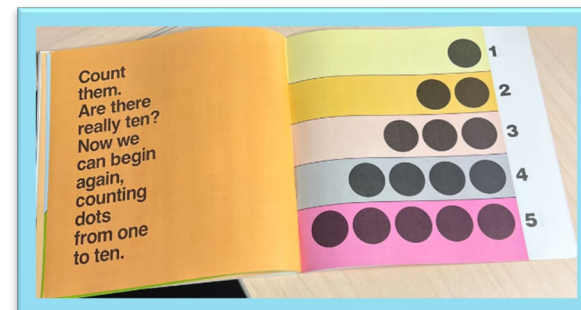 Count
them.
Are there
really ten?
Now we
can begin
again,
counting
dots
from one
to ten.
1
2
3
4
5